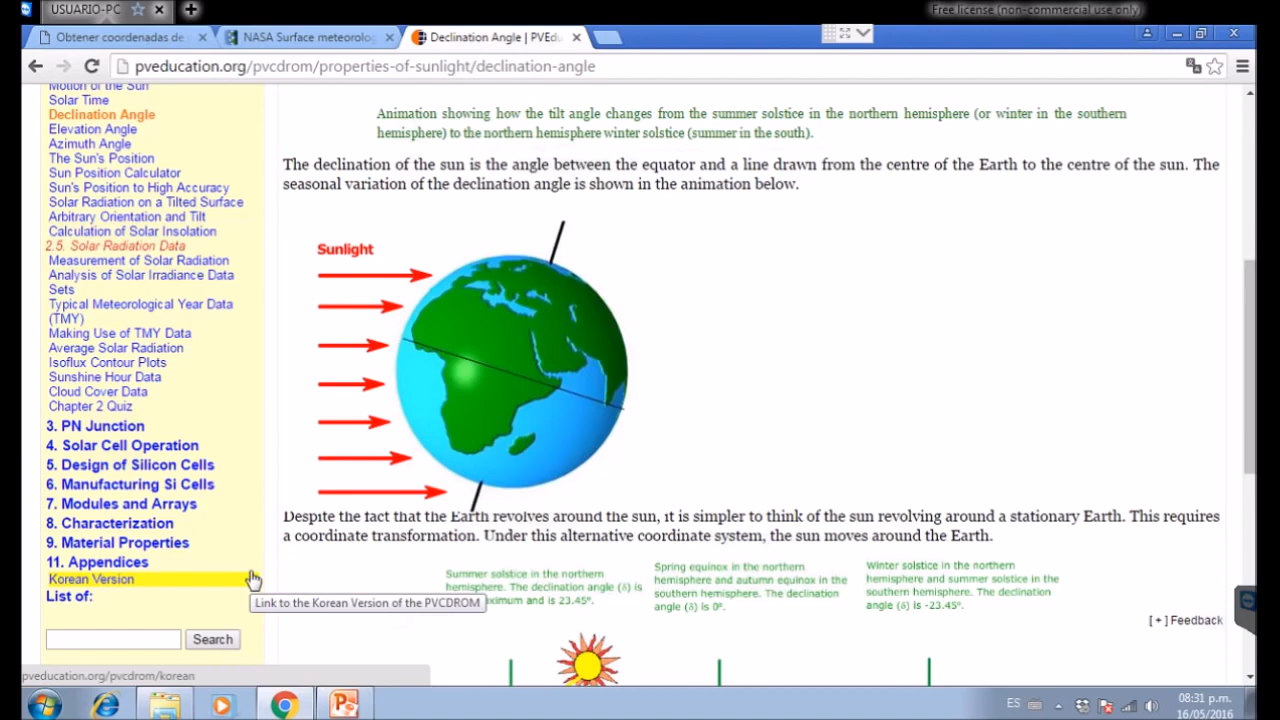 USUARIO-PC
Free license (non-commercial use only)
Obtener coordenadas de
NASA Surface meteorolog
Declination Angle | PVEdu
pveducation.org/pvcdrom/properties-of-sunlight/declination-angle
Motion of the Sun
Solar Time
Declination Angle
Elevation Angle
Azimuth Angle
The Sun's Position
Sun Position Calculator
Sun's Position to High Accuracy
Solar Radiation on a Tilted Surface
Arbitrary Orientation and Tilt
Calculation of Solar Insolation
2.5. Solar Radiation Data
Measurement of Solar Radiation
Analysis of Solar Irradiance Data
Sets
Typical Meteorological Year Data
(TMY)
Making Use of TMY Data
Average Solar Radiation
Isoflux Contour Plots
Sunshine Hour Data
Cloud Cover Data
Chapter 2 Quiz
3. PN Junction
4. Solar Cell Operation
5. Design of Silicon Cells
6. Manufacturing Si Cells
7. Modules and Arrays
8. Characterization
9. Material Properties
11. Appendices
Korean Version
List of:
Search
Link to the Korean Version of the PVCDROM
pveducation.org/pvcdrom/korean
Animation showing how the tilt angle changes from the summer solstice in the northern hemisphere (or winter in the southern
hemisphere) to the northern hemisphere winter solstice (summer in the south).
The declination of the sun is the angle between the equator and a line drawn from the centre of the Earth to the centre of the sun. The
seasonal variation of the declination angle is shown in the animation below.
Sunlight
Despite the fact that the Earth revolves around the sun, it is simpler to think of the sun revolving around a stationary Earth. This requires
a coordinate transformation. Under this alternative coordinate system, the sun moves around the Earth.
Summer solstice in the northern
hemisphere. The declination angle (δ) is
ximum and is 23.45º.
Spring equinox in the northern
hemisphere and autumn equinox in the
southern hemisphere. The declination
angle (δ) is 0º.
Winter solstice in the northern
hemisphere and summer solstice in the
southern hemisphere. The declination
angle (δ) is -23.45º.
[+] Feedback
ES
08:31 p.m.
16/05/2016